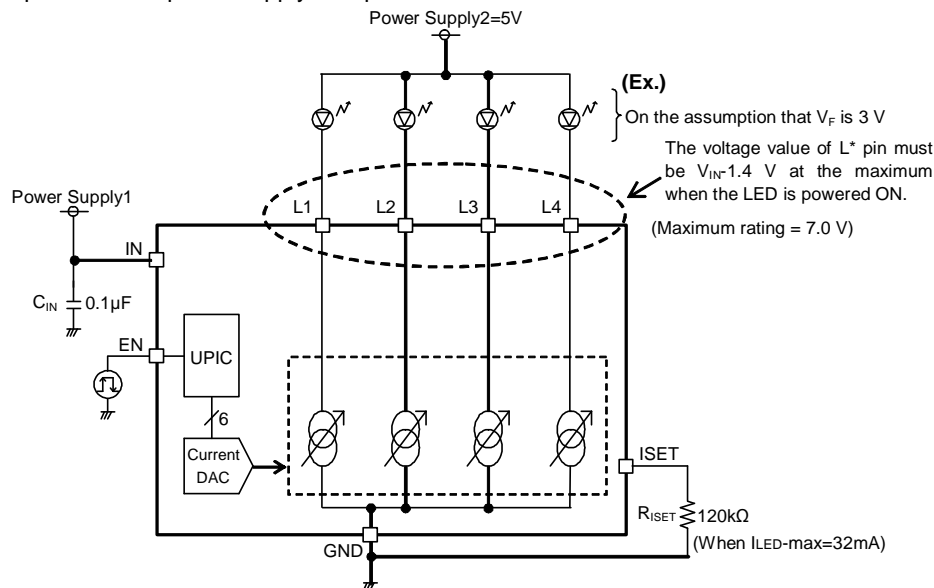 Power Supply2=5V
(Ex.)
On the assumption that VF is 3 V
The voltage value of L* pin must
be VIN-1.4 V at the maximum
when the LED is powered ON.
(Maximum rating = 7.0 V)
Power Supply1
L1
L2
L3
L4
IN
CIN
0.1µF
EN
UPIC
6
Current
DAC
ISET
RISET
120kΩ
(When ILED-max=32mA)
GND